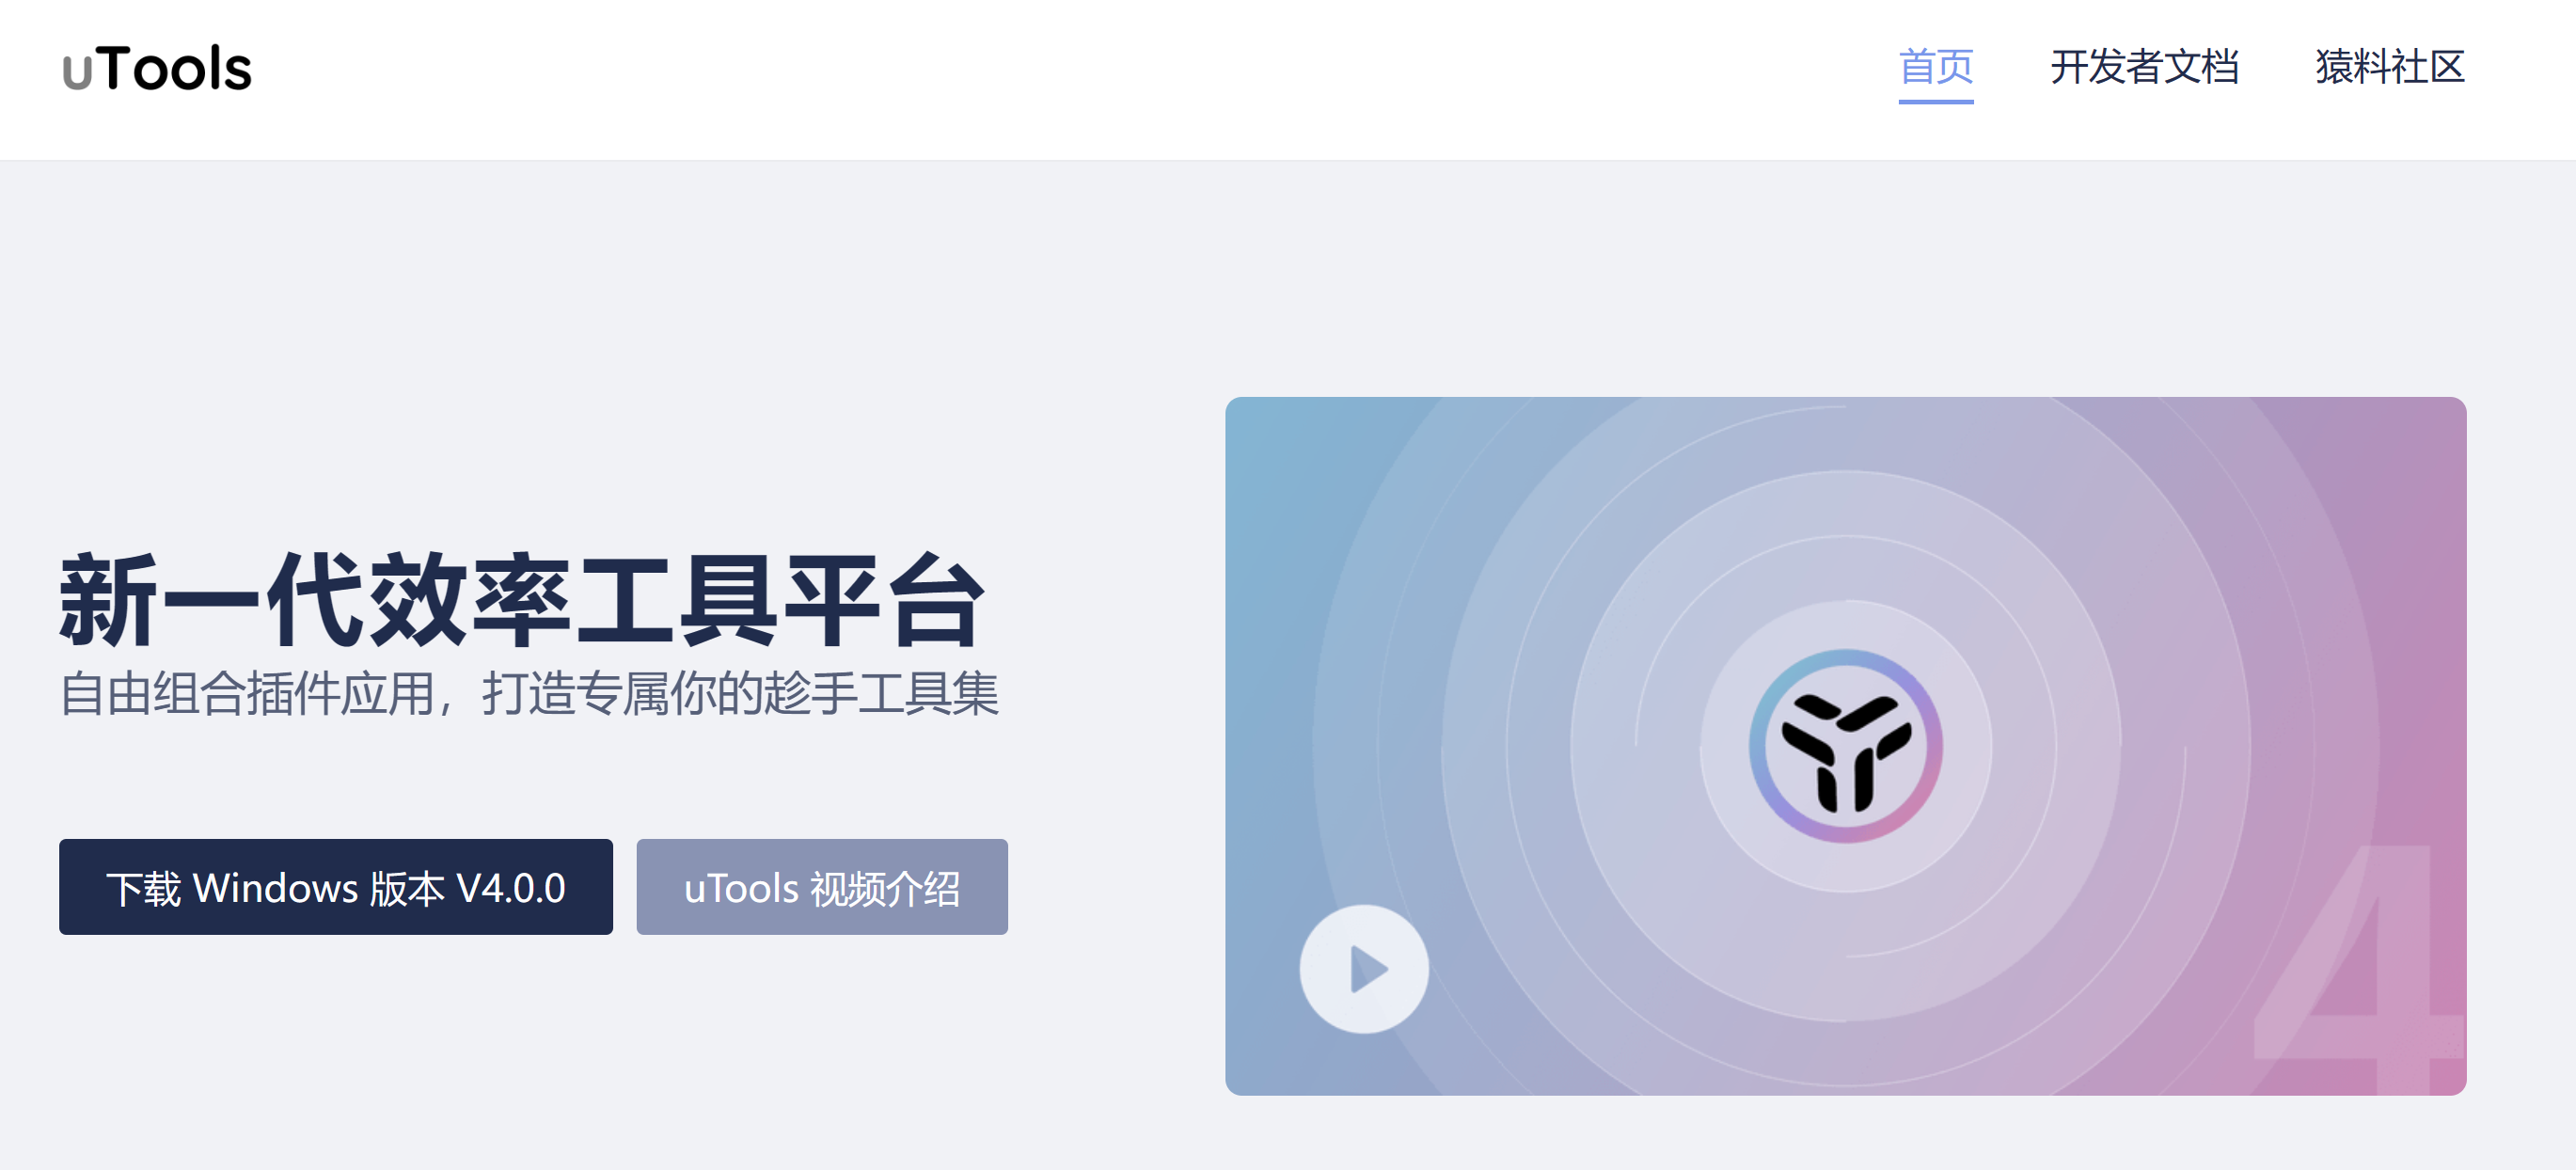 uTools
首页 开发者文档 猿料社区
新一代效率工具平台
自由组合插件应用，打造专属你的趁手工具集
下载 Windows 版本 V4.0.0 uTools 视频介绍
4